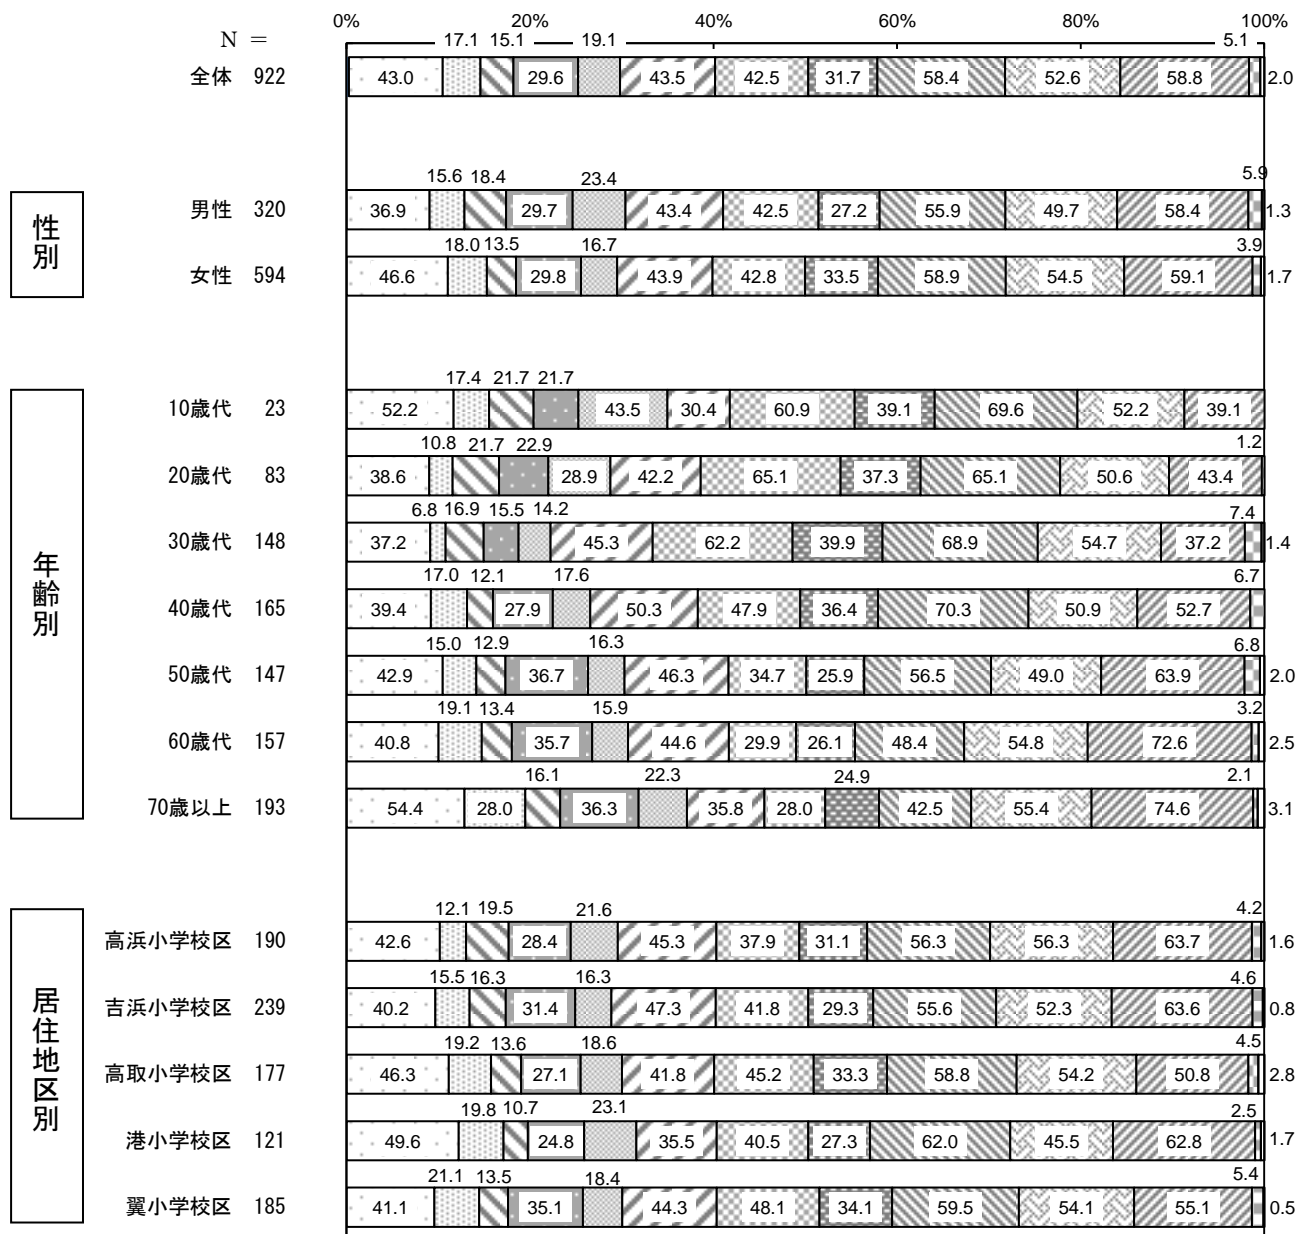 0% 20% 40% 60% 80% 100%
N =
17.1 15.1 19.1 5.1
全体 922 43.0 29.6 43.5 42.5 31.7 58.4 52.6 58.8 2.0
性別
15.6 18.4 23.4 5.9
男性 320 36.9 29.7 43.4 42.5 27.2 55.9 49.7 58.4 1.3
18.0 13.5 16.7 3.9
女性 594 46.6 29.8 43.9 42.8 33.5 58.9 54.5 59.1 1.7
年齢別
17.4 21.7 21.7
10歳代 23 52.2 43.5 30.4 60.9 39.1 69.6 52.2 39.1
10.8 21.7 22.9 1.2
20歳代 83 38.6 28.9 42.2 65.1 37.3 65.1 50.6 43.4
6.8 16.9 15.5 14.2 7.4
30歳代 148 37.2 45.3 62.2 39.9 68.9 54.7 37.2 1.4
17.0 12.1 17.6 6.7
40歳代 165 39.4 27.9 50.3 47.9 36.4 70.3 50.9 52.7
15.0 12.9 16.3 6.8
50歳代 147 42.9 36.7 46.3 34.7 25.9 56.5 49.0 63.9 2.0
19.1 13.4 15.9 3.2
60歳代 157 40.8 35.7 44.6 29.9 26.1 48.4 54.8 72.6 2.5
16.1 22.3 24.9 2.1
70歳以上 193 54.4 28.0 36.3 35.8 28.0 42.5 55.4 74.6 3.1
居住地区別
12.1 19.5 21.6 4.2
高浜小学校区 190 42.6 28.4 45.3 37.9 31.1 56.3 56.3 63.7 1.6
15.5 16.3 16.3 4.6
吉浜小学校区 239 40.2 31.4 47.3 41.8 29.3 55.6 52.3 63.6 0.8
19.2 13.6 18.6 4.5
高取小学校区 177 46.3 27.1 41.8 45.2 33.3 58.8 54.2 50.8 2.8
19.8 10.7 23.1 2.5
港小学校区 121 49.6 24.8 35.5 40.5 27.3 62.0 45.5 62.8 1.7
21.1 13.5 18.4 5.4
翼小学校区 185 41.1 35.1 44.3 48.1 34.1 59.5 54.1 55.1 0.5